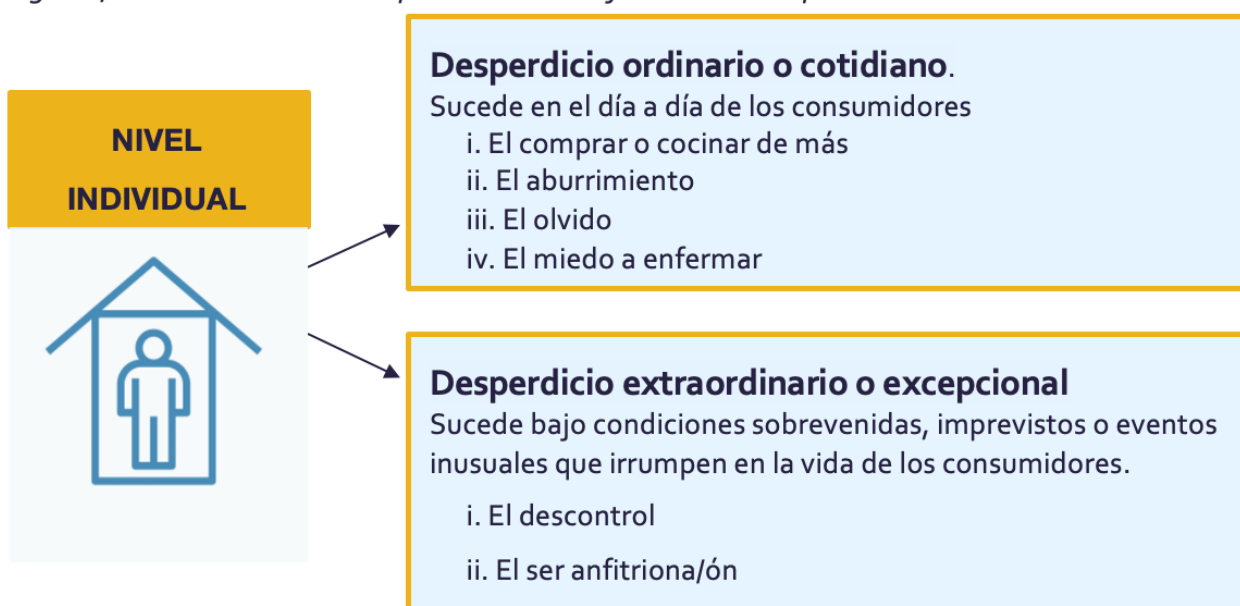 NIVEL
INDIVIDUAL
Desperdicio ordinario o cotidiano.
Sucede en el día a día de los consumidores
i. El comprar o cocinar de más
ii. El aburrimiento
iii. El olvido
iv. El miedo a enfermar
Desperdicio extraordinario o excepcional
Sucede bajo condiciones sobrevenidas, imprevistos o eventos
inusuales que irrumpen en la vida de los consumidores.
i. El descontrol
ii. El ser anfitriona/ón